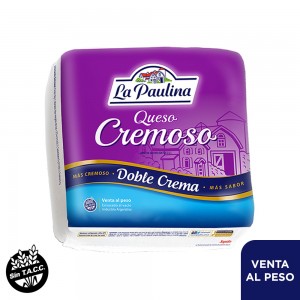 La Paulina
Queso
Cremoso
MÁS CREMOSO
Doble Crema
MÁS SABOR
Venta al peso
Sin T.A.C.C.
VENTA
AL PESO